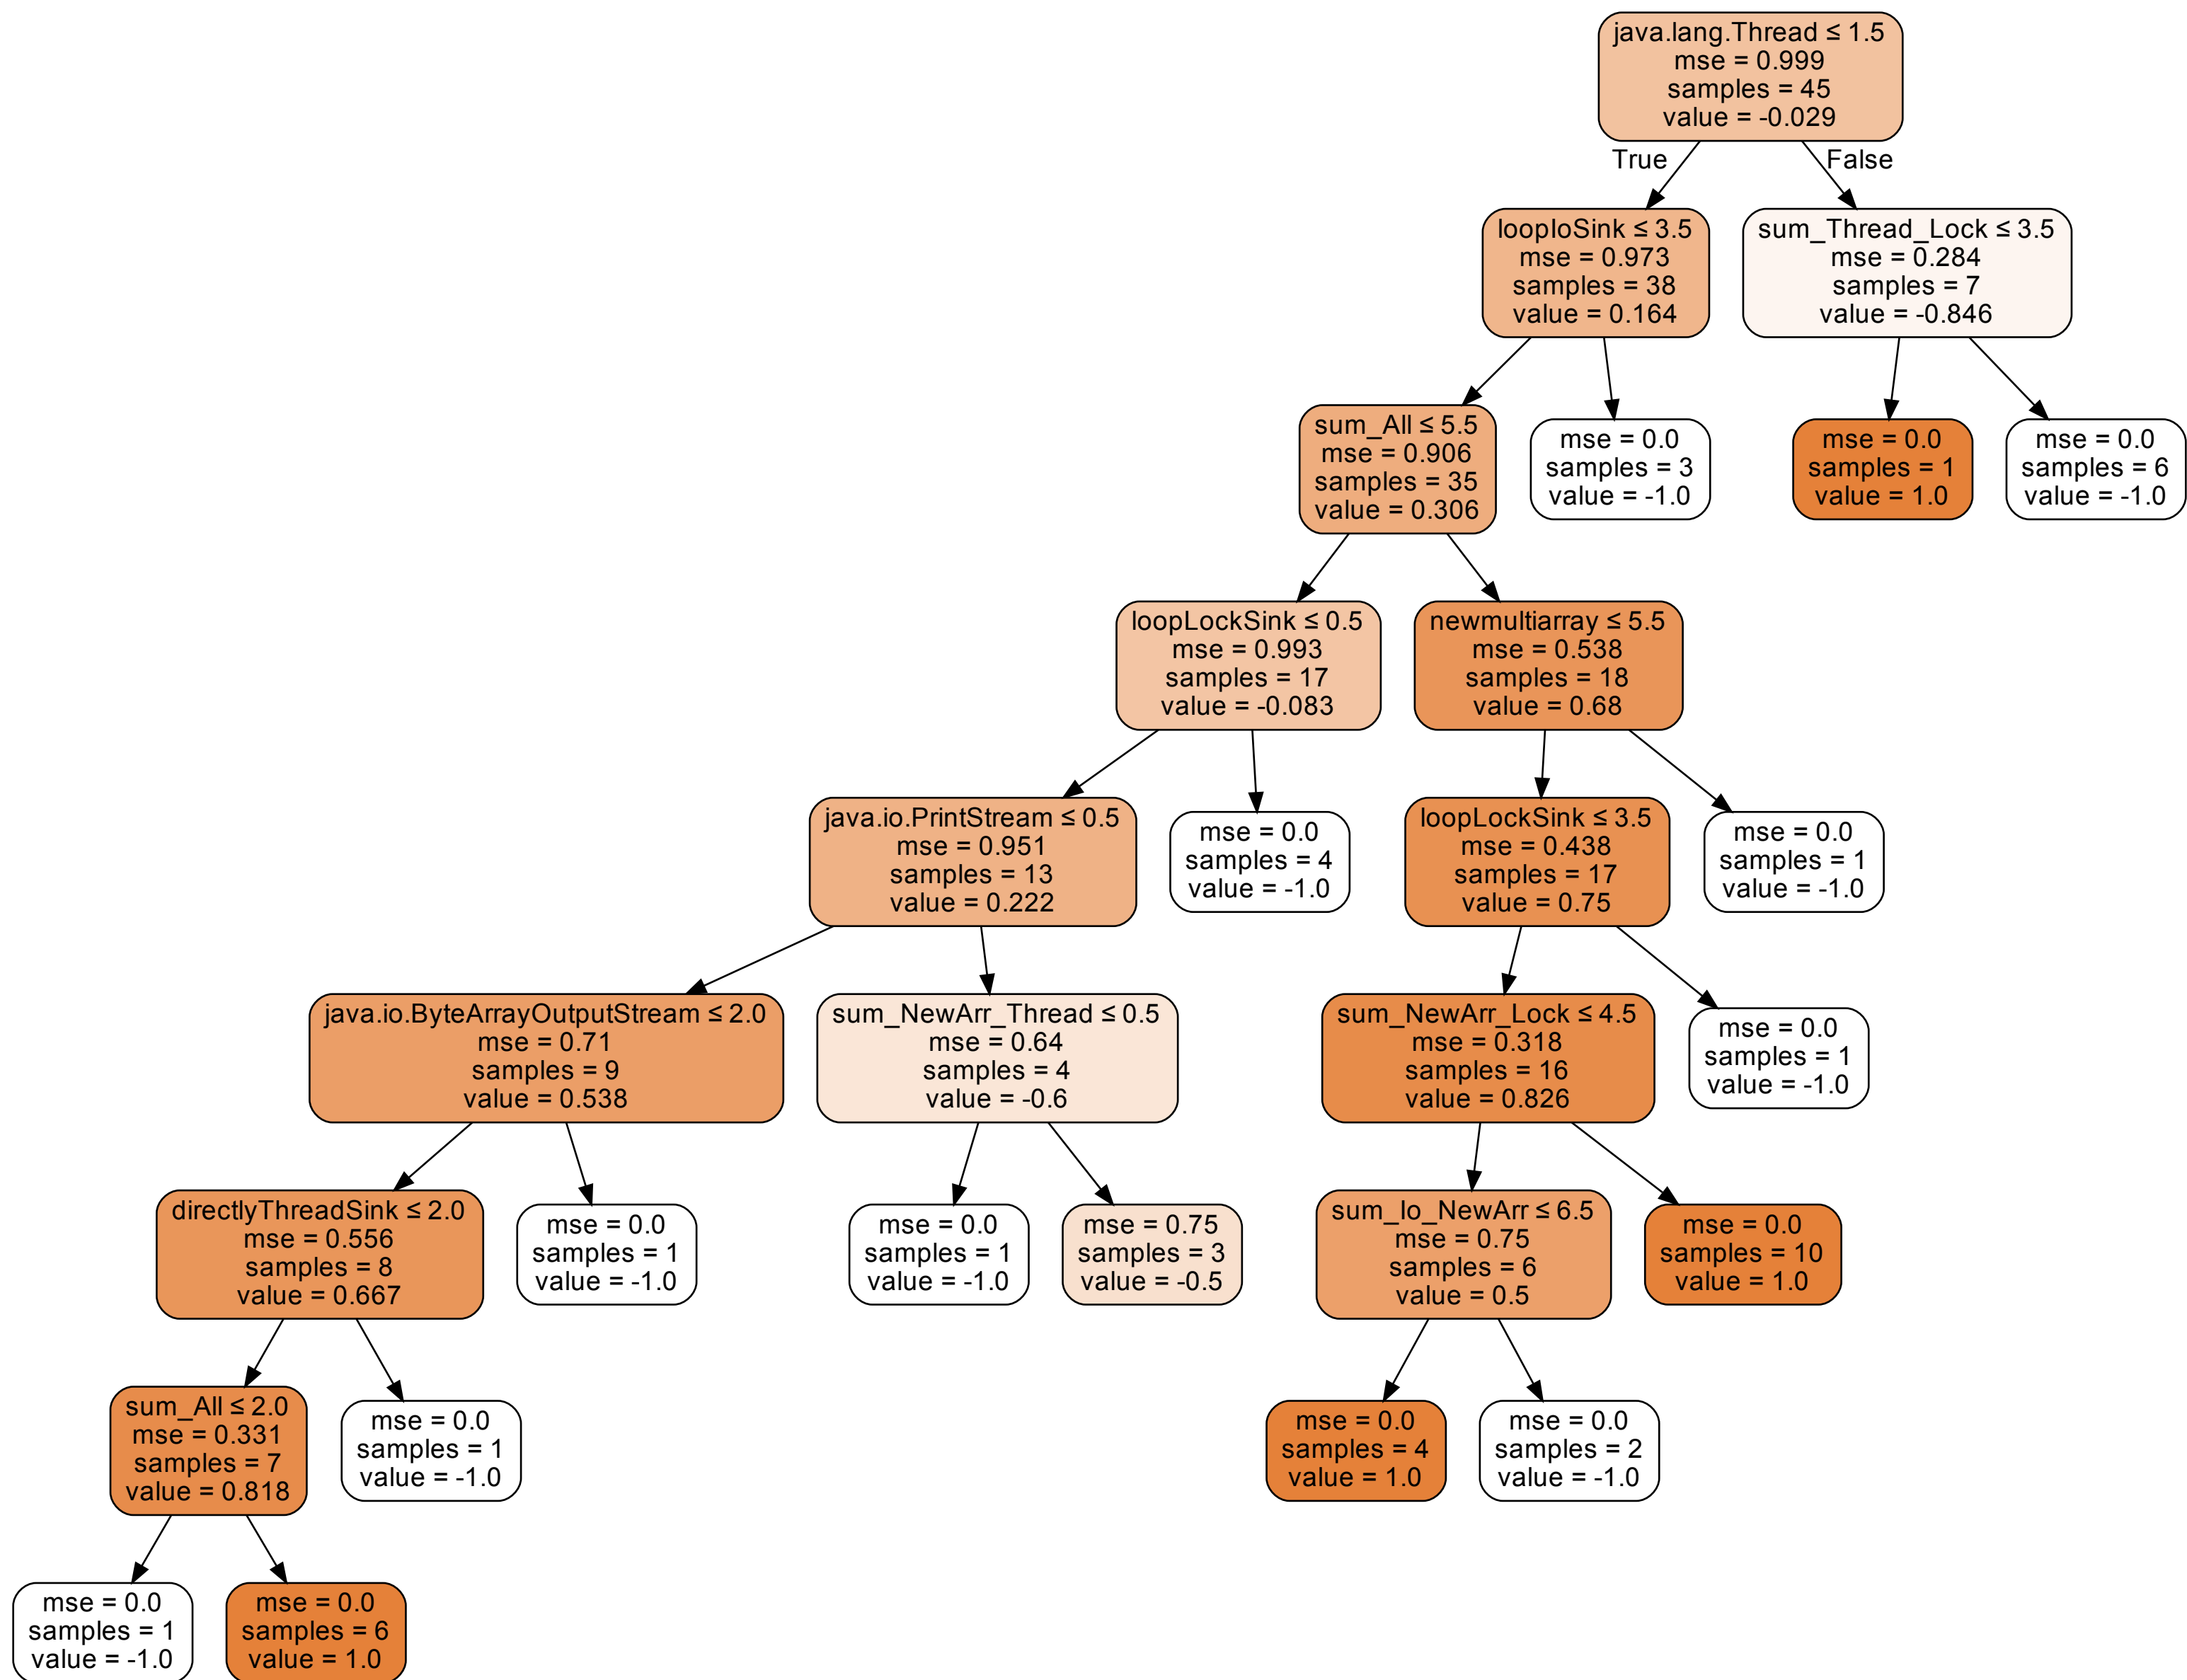 java.lang.Thread ≤ 1.5
mse = 0.999
samples = 45
value = -0.029
True
False
loopIoSink ≤ 3.5
mse = 0.973
samples = 38
value = 0.164
sum_Thread_Lock ≤ 3.5
mse = 0.284
samples = 7
value = -0.846
sum_All ≤ 5.5
mse = 0.906
samples = 35
value = 0.306
mse = 0.0
samples = 3
value = -1.0
mse = 0.0
samples = 1
value = 1.0
mse = 0.0
samples = 6
value = -1.0
loopLockSink ≤ 0.5
mse = 0.993
samples = 17
value = -0.083
newmultiarray ≤ 5.5
mse = 0.538
samples = 18
value = 0.68
java.io.PrintStream ≤ 0.5
mse = 0.951
samples = 13
value = 0.222
mse = 0.0
samples = 4
value = -1.0
loopLockSink ≤ 3.5
mse = 0.438
samples = 17
value = 0.75
mse = 0.0
samples = 1
value = -1.0
java.io.ByteArrayOutputStream ≤ 2.0
mse = 0.71
samples = 9
value = 0.538
sum_NewArr_Thread ≤ 0.5
mse = 0.64
samples = 4
value = -0.6
sum_NewArr_Lock ≤ 4.5
mse = 0.318
samples = 16
value = 0.826
mse = 0.0
samples = 1
value = -1.0
directlyThreadSink ≤ 2.0
mse = 0.556
samples = 8
value = 0.667
mse = 0.0
samples = 1
value = -1.0
mse = 0.0
samples = 1
value = -1.0
mse = 0.75
samples = 3
value = -0.5
sum_Io_NewArr ≤ 6.5
mse = 0.75
samples = 6
value = 0.5
mse = 0.0
samples = 10
value = 1.0
sum_All ≤ 2.0
mse = 0.331
samples = 7
value = 0.818
mse = 0.0
samples = 1
value = -1.0
mse = 0.0
samples = 4
value = 1.0
mse = 0.0
samples = 2
value = -1.0
mse = 0.0
samples = 1
value = -1.0
mse = 0.0
samples = 6
value = 1.0